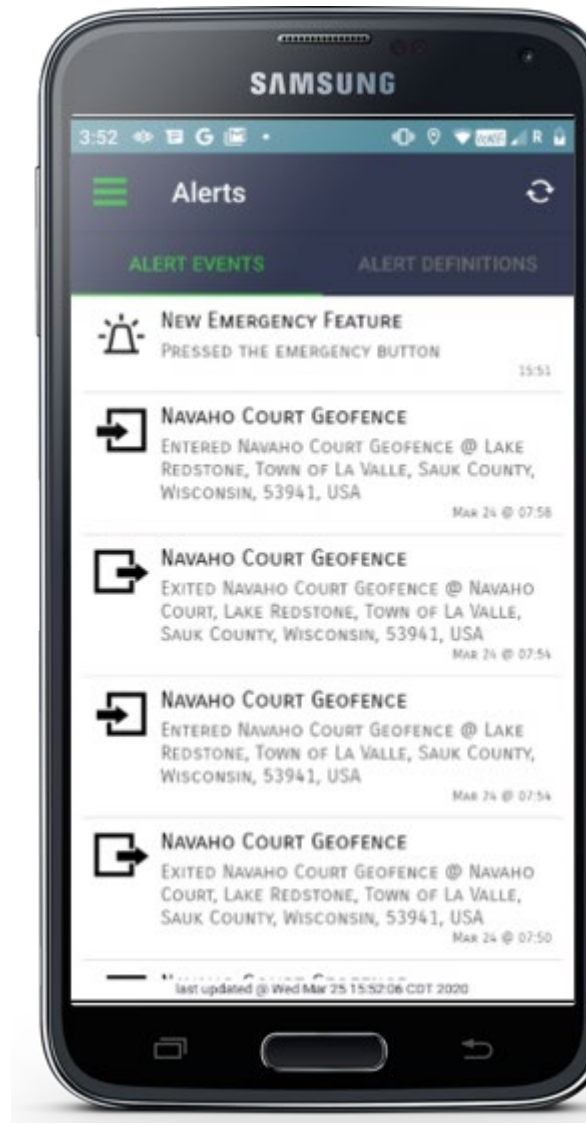 SAMSUNG
3:52 G R
Alerts
ALERT EVENTS ALERT DEFINITIONS
NEW EMERGENCY FEATURE
PRESSED THE EMERGENCY BUTTON
15:51
NAVAHO COURT GEOFENCE
ENTERED NAVAHO COURT GEOFENCE @ LAKE
REDSTONE, TOWN OF LA VALLE, SAUK COUNTY,
WISCONSIN, 53941, USA
MAR 24 @ 07:58
NAVAHO COURT GEOFENCE
EXITED NAVAHO COURT GEOFENCE @ NAVAHO
COURT, LAKE REDSTONE, TOWN OF LA VALLE,
SAUK COUNTY, WISCONSIN, 53941, USA
MAR 24 @ 07:54
NAVAHO COURT GEOFENCE
ENTERED NAVAHO COURT GEOFENCE @ LAKE
REDSTONE, TOWN OF LA VALLE, SAUK COUNTY,
WISCONSIN, 53941, USA
MAR 24 @ 07:54
NAVAHO COURT GEOFENCE
EXITED NAVAHO COURT GEOFENCE @ NAVAHO
COURT, LAKE REDSTONE, TOWN OF LA VALLE,
SAUK COUNTY, WISCONSIN, 53941, USA
MAR 24 @ 07:50
last updated @ Wed Mar 25 15:52:06 CDT 2020